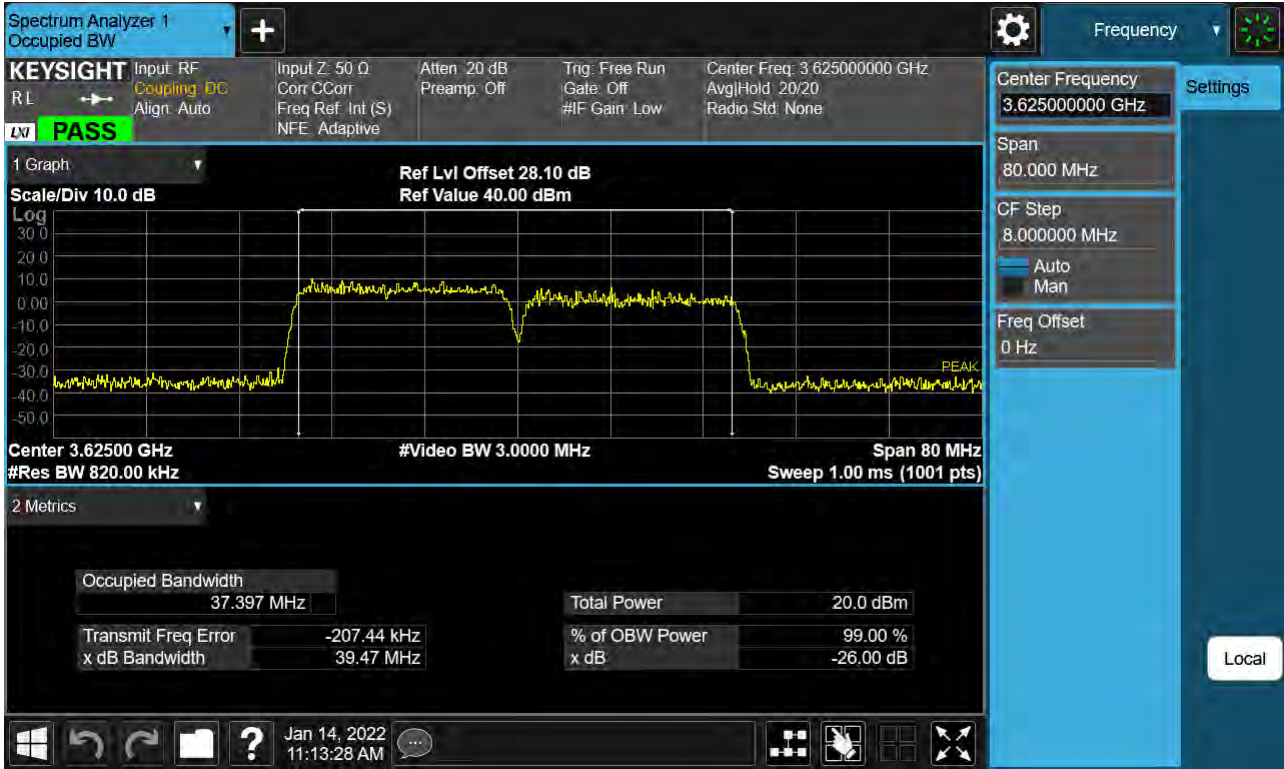 Spectrum Analyzer 1
Occupied BW
Frequency
KEYSIGHT
R L
LXI
PASS
Input: RF
Coupling: DC
Align: Auto
Input Z: 50 Ω
Corr CCorr
Freq Ref: Int (S)
NFE: Adaptive
Atten: 20 dB
Preamp: Off
Trig: Free Run
Gate: Off
#IF Gain: Low
Center Freq: 3.625000000 GHz
Avg|Hold: 20/20
Radio Std: None
1 Graph
Scale/Div 10.0 dB
Ref Lvl Offset 28.10 dB
Ref Value 40.00 dBm
Log
30.0
20.0
10.0
0.00
-10.0
-20.0
-30.0
-40.0
-50.0
PEAK
Center 3.62500 GHz
#Video BW 3.0000 MHz
Span 80 MHz
#Res BW 820.00 kHz
Sweep 1.00 ms (1001 pts)
2 Metrics
Occupied Bandwidth
37.397 MHz
Total Power 20.0 dBm
Transmit Freq Error -207.44 kHz
% of OBW Power 99.00 %
x dB Bandwidth 39.47 MHz
x dB -26.00 dB
Center Frequency
3.625000000 GHz
Settings
Span
80.000 MHz
CF Step
8.000000 MHz
Auto
Man
Freq Offset
0 Hz
Local
?
Jan 14, 2022
11:13:28 AM